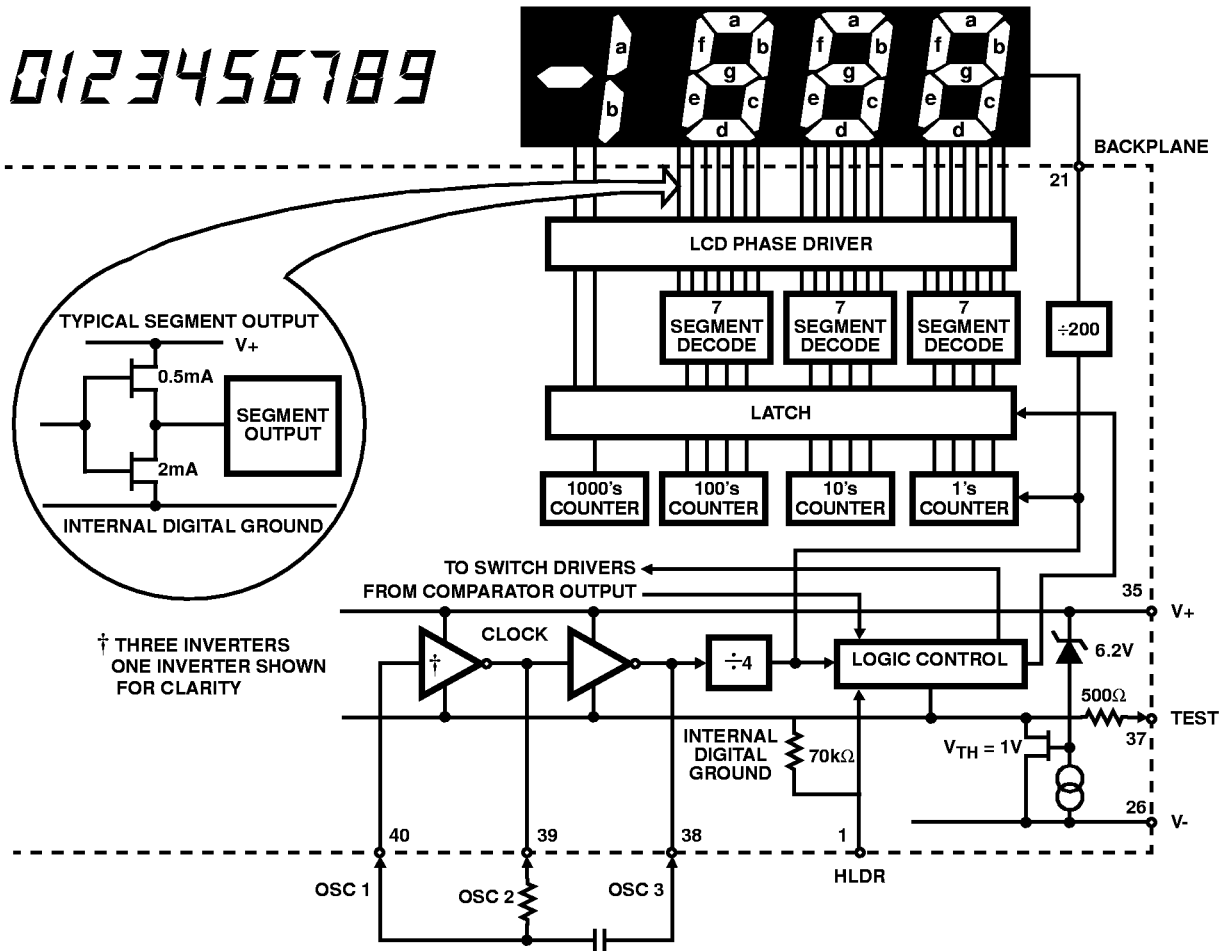 0123456789
a
b
a
f
b
g
e
c
d
a
f
b
g
e
c
d
a
f
b
g
e
c
d
BACKPLANE
21
LCD PHASE DRIVER
7
SEGMENT
DECODE
7
SEGMENT
DECODE
7
SEGMENT
DECODE
÷200
TYPICAL SEGMENT OUTPUT
V+
0.5mA
SEGMENT
OUTPUT
2mA
INTERNAL DIGITAL GROUND
LATCH
1000's
COUNTER
100's
COUNTER
10's
COUNTER
1's
COUNTER
TO SWITCH DRIVERS
FROM COMPARATOR OUTPUT
35
V+
† THREE INVERTERS
ONE INVERTER SHOWN
FOR CLARITY
†
CLOCK
÷4
LOGIC CONTROL
6.2V
500Ω
TEST
37
INTERNAL
DIGITAL
GROUND
70kΩ
VTH = 1V
26
V-
40
39
38
1
OSC 1
OSC 2
OSC 3
HLDR